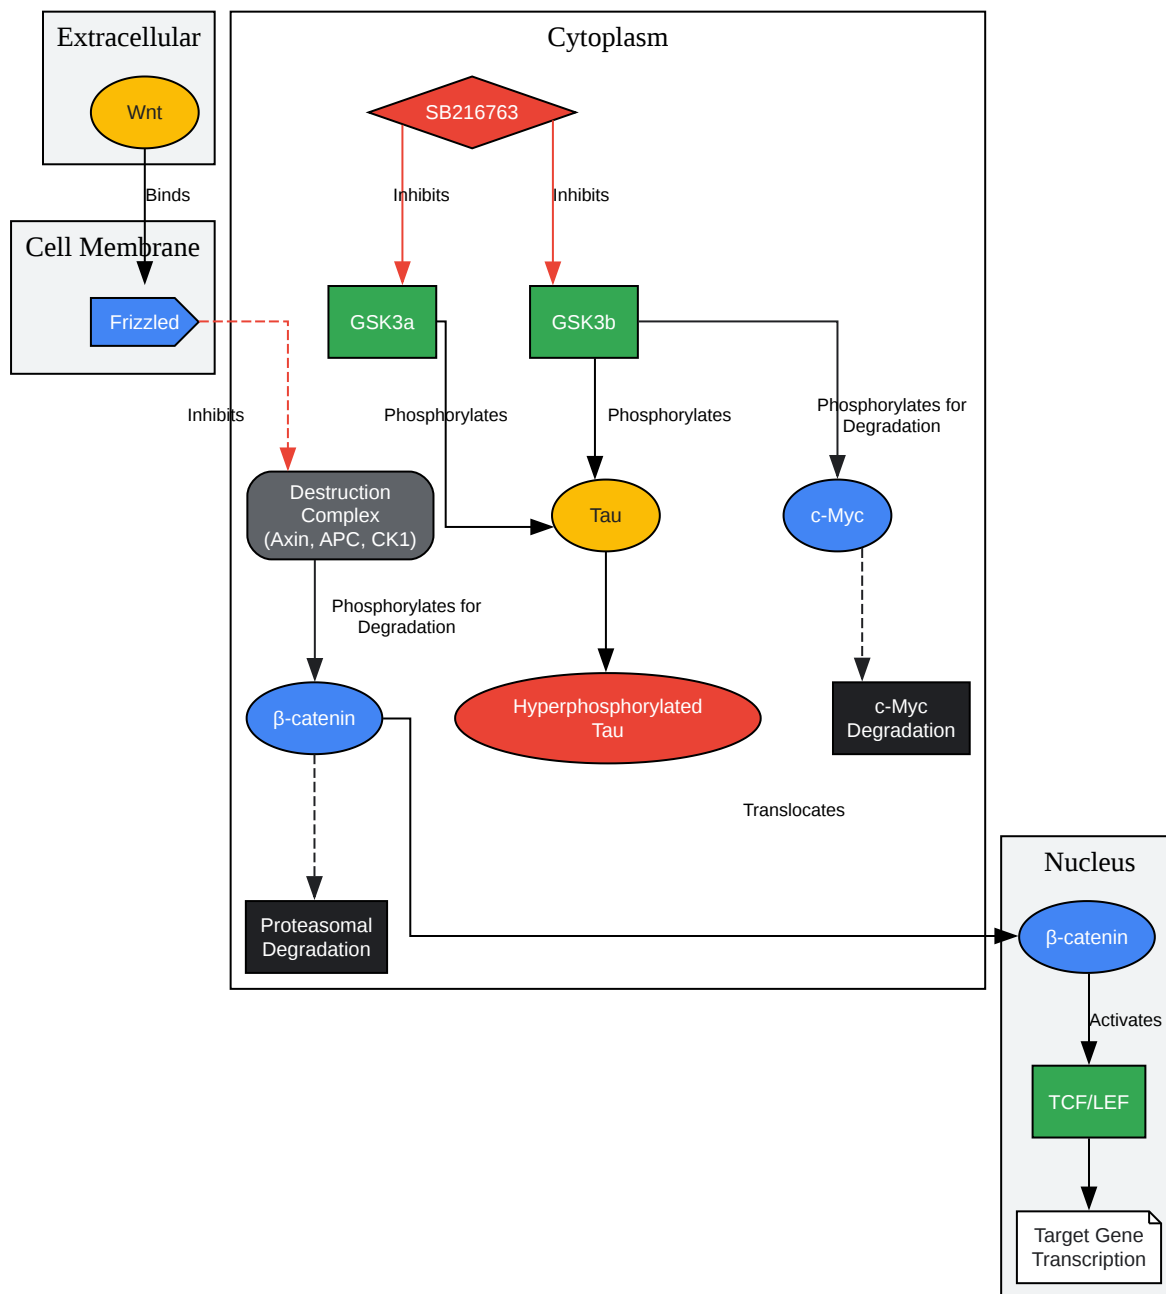 Extracellular
Cytoplasm
Wnt
SB216763
Binds
Inhibits
Inhibits
Cell Membrane
Frizzled
GSK3a
GSK3b
Inhibits
Phosphorylates
Phosphorylates
Phosphorylates for
Degradation
Destruction
Complex
(Axin, APC, CK1)
Tau
c-Myc
Phosphorylates for
Degradation
β-catenin
Hyperphosphorylated
Tau
c-Myc
Degradation
Translocates
Nucleus
Proteasomal
Degradation
β-catenin
Activates
TCF/LEF
Target Gene
Transcription